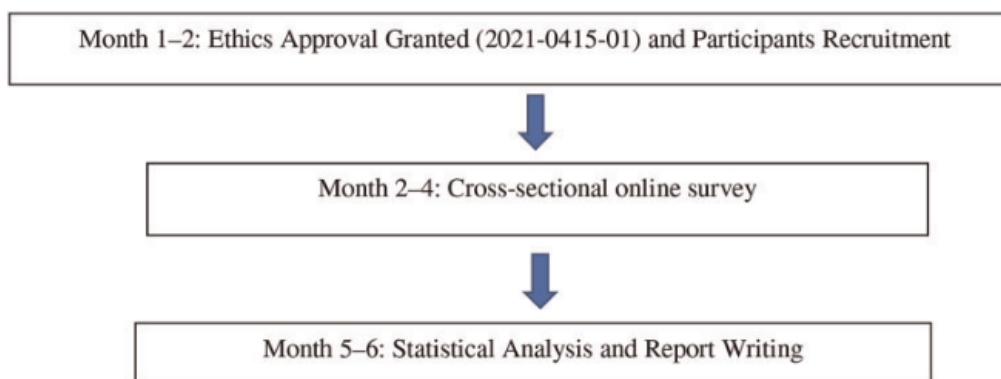 Month 1–2: Ethics Approval Granted (2021-0415-01) and Participants Recruitment
Month 2–4: Cross-sectional online survey
Month 5–6: Statistical Analysis and Report Writing